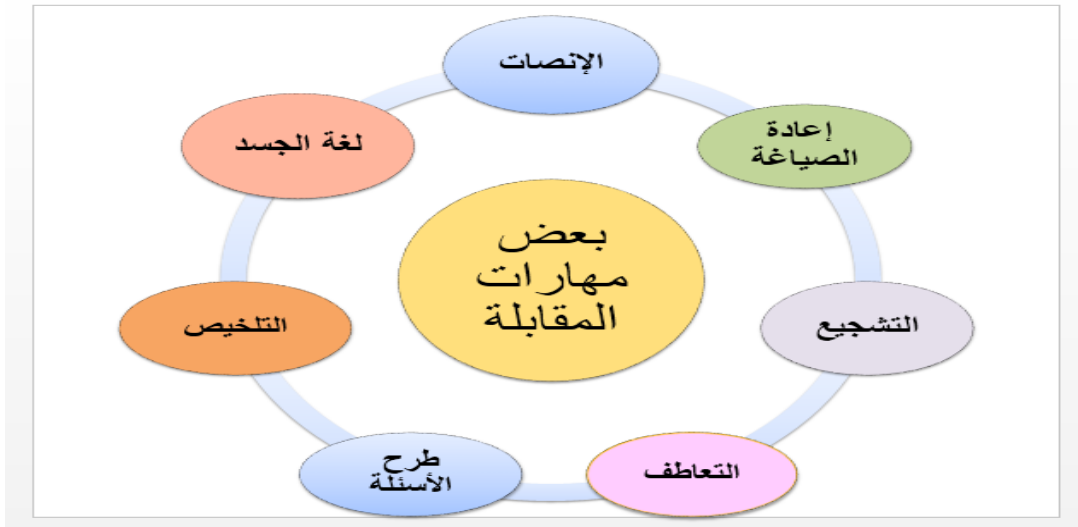 الإنصات
إعادة
الصياغة
لغة الجسد
بعض
مهارات
المقابلة
التشجيع
التلخيص
التعاطف
طرح
الأسئلة